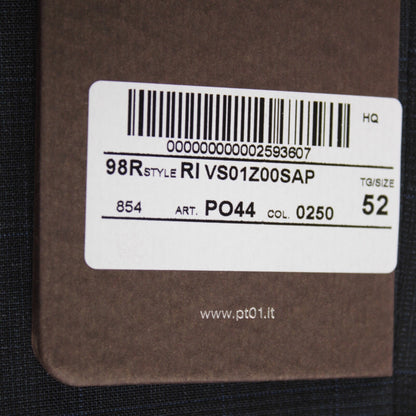 HQ
000000000002593607
98R STYLE RI VS01Z00SAP
TG/SIZE
854 ART. PO44 COL. 0250 52
www.pt01.it